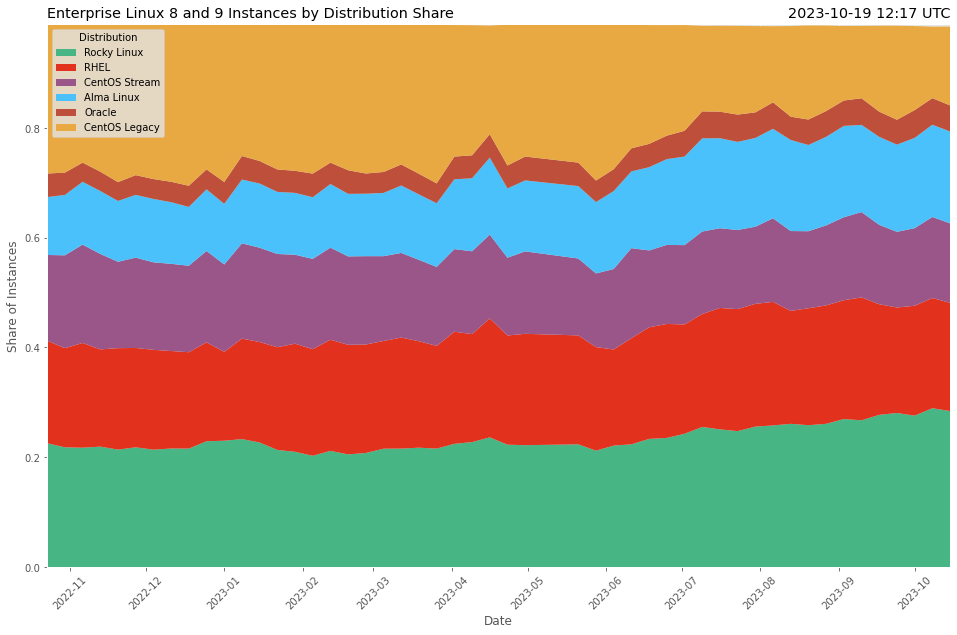 Enterprise Linux 8 and 9 Instances by Distribution Share
2023-10-19 12:17 UTC
Distribution
Rocky Linux
RHEL
CentOS Stream
Alma Linux
Oracle
CentOS Legacy
Share of Instances
0.8
0.6
0.4
0.2
0.0
2022-11
2022-12
2023-01
2023-02
2023-03
2023-04
2023-05
2023-06
2023-07
2023-08
2023-09
2023-10
Date